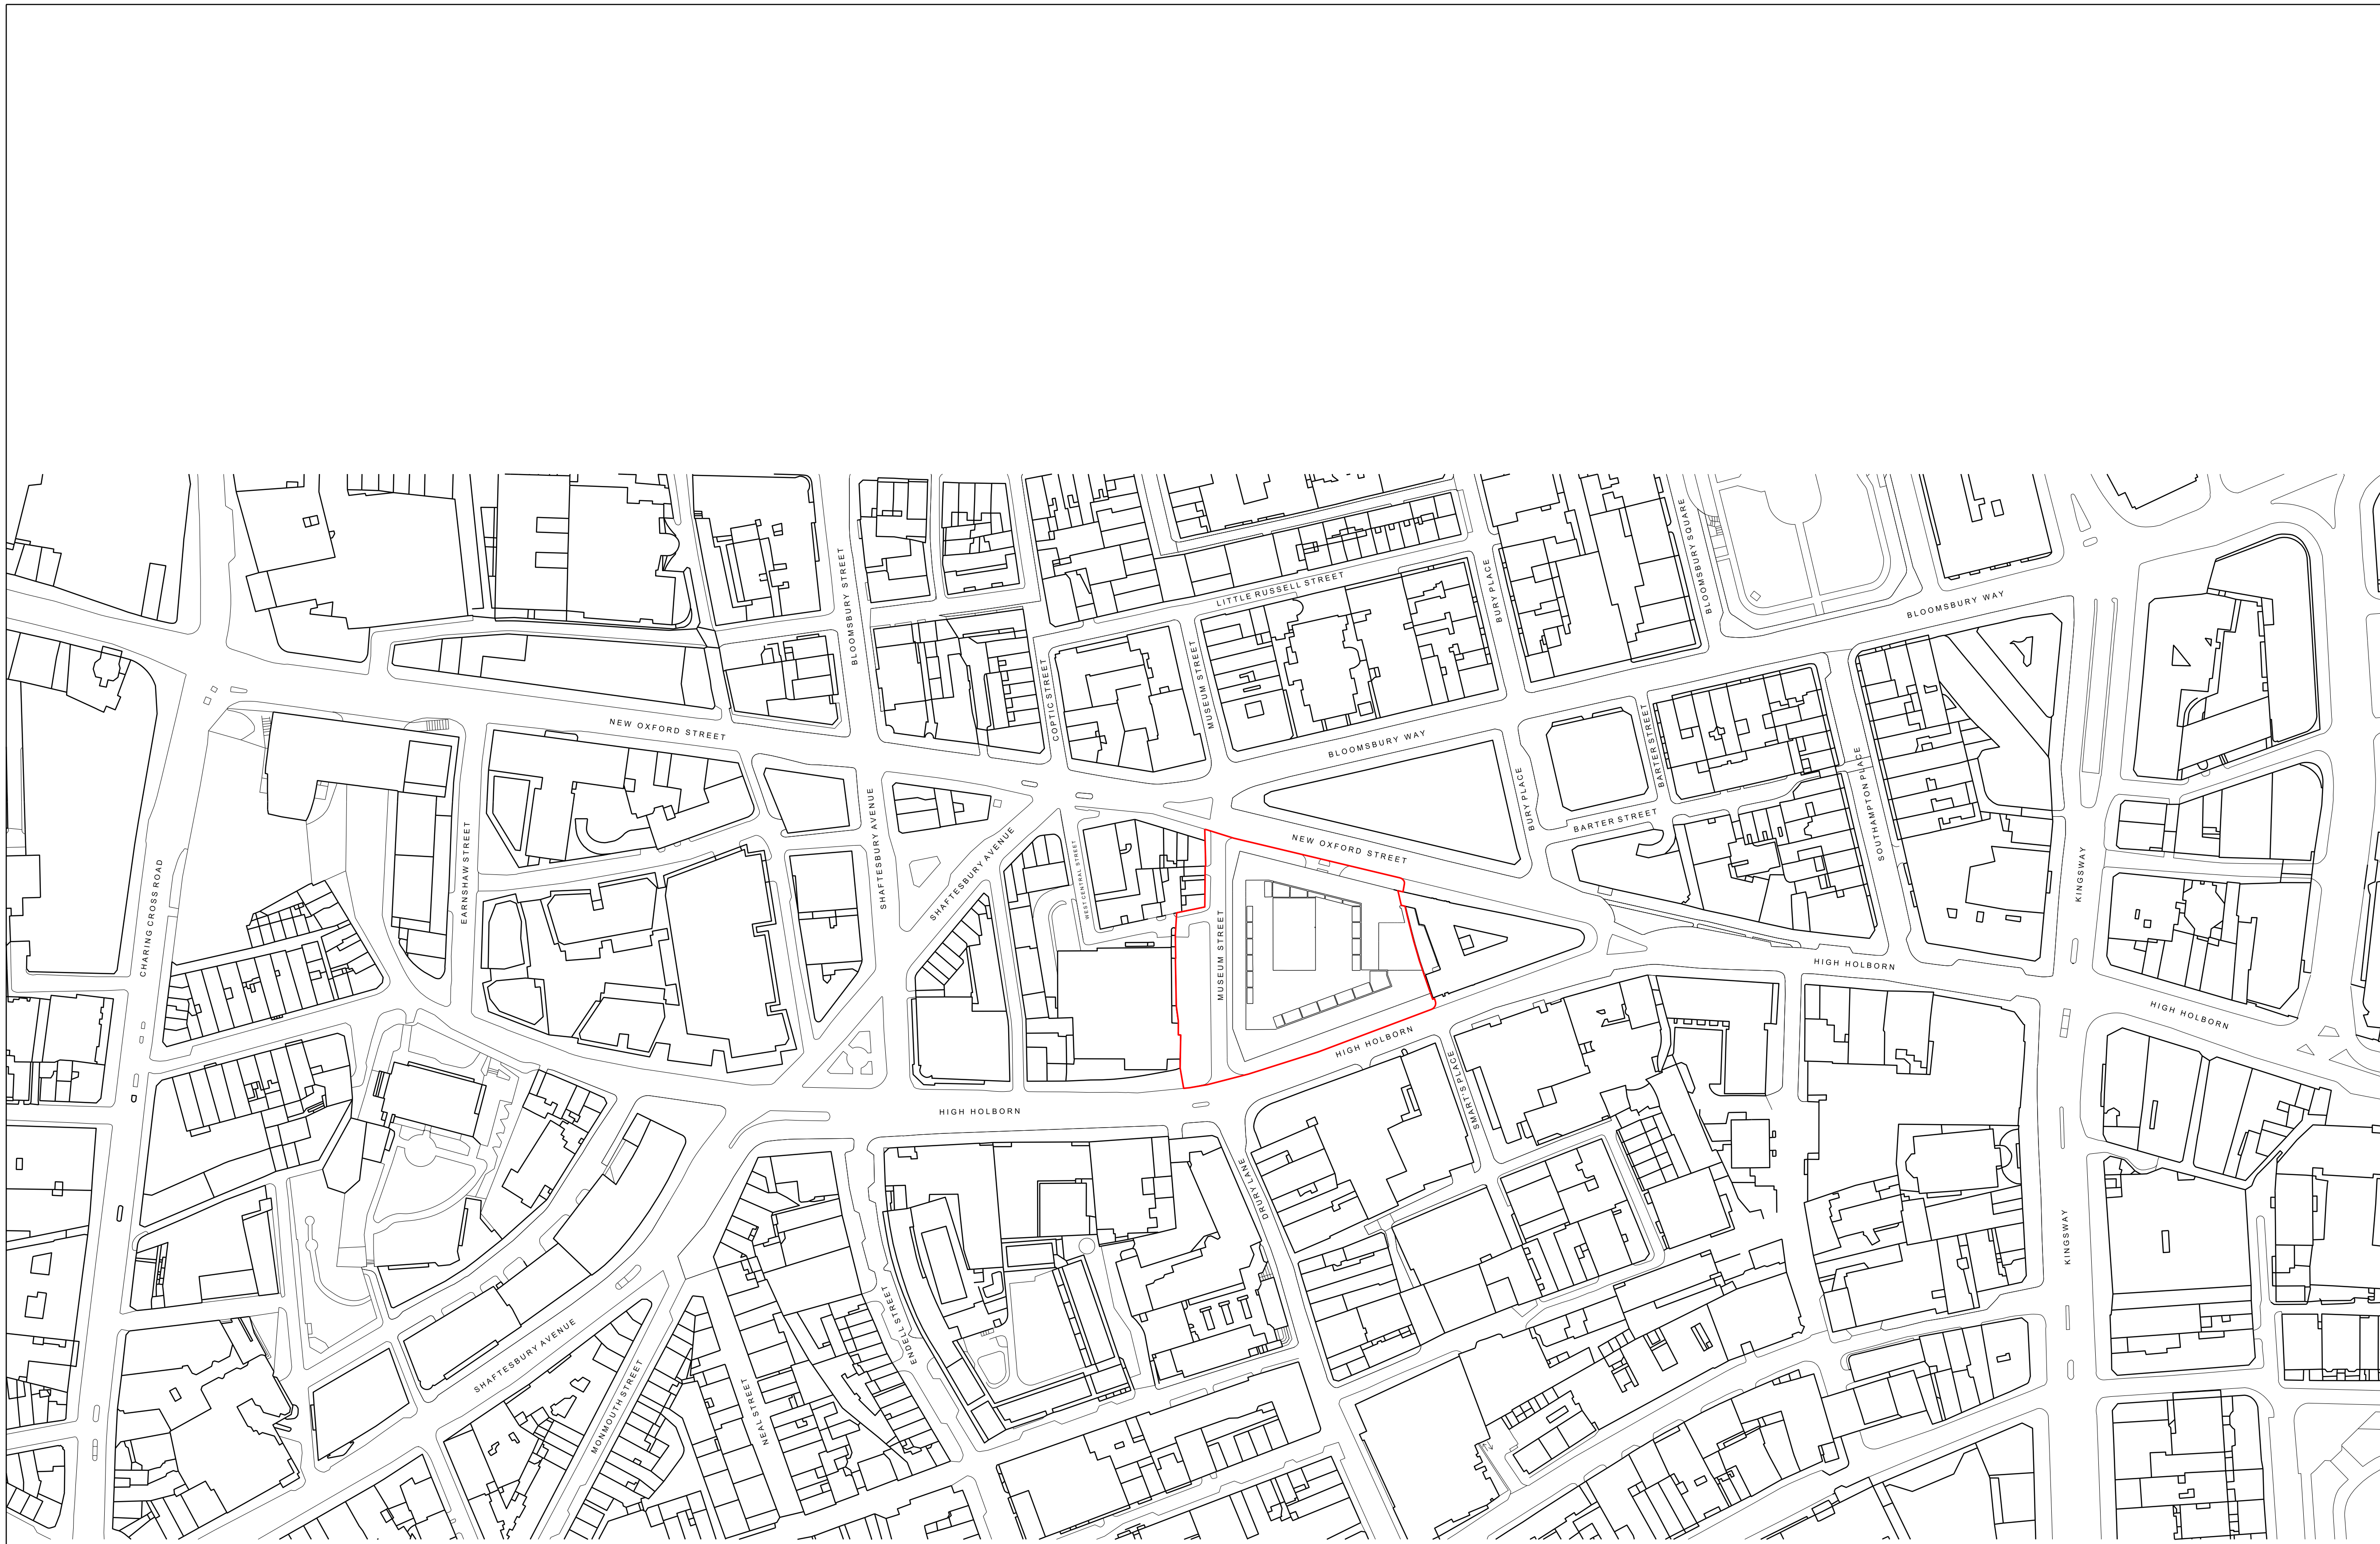 BLOOMSBURY SQUARE
BLOOMSBURY STREET
LITTLE RUSSELL STREET
BURY PLACE
BLOOMSBURY WAY
COPTIC STREET
MUSEUM STREET
NEW OXFORD STREET
BLOOMSBURY WAY
BARTER STREET
SOUTHAMPTON PLACE
BURY PLACE
BARTER STREET
NEW OXFORD STREET
SHAFTESBURY AVENUE
SHAFTESBURY AVENUE
WEST CENTRAL STREET
EARNSHAW STREET
CHARING CROSS ROAD
KINGSWAY
MUSEUM STREET
HIGH HOLBORN
HIGH HOLBORN
HIGH HOLBORN
HIGH HOLBORN
SMART'S PLACE
DRURY LANE
KINGSWAY
ENDELL STREET
SHAFTESBURY AVENUE
MONMOUTH STREET
NEAL STREET